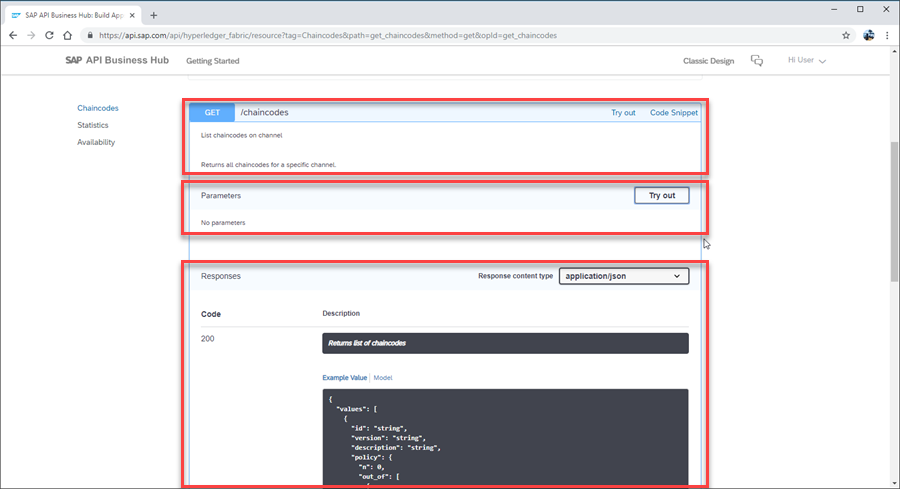 SAP API Business Hub: Build App
https://api.sap.com/api/hyperledger_fabric/resource?tag=Chaincodes&path=get_chaincodes&method=get&opId=get_chaincodes
SAP API Business Hub
Getting Started
Classic Design
Hi User
Chaincodes
Statistics
Availability
GET /chaincodes Try out Code Snippet
List chaincodes on channel
Returns all chaincodes for a specific channel.
Parameters Try out
No parameters
Responses Response content type application/json
Code Description
200 Returns list of chaincodes
Example Value Model
{
"values": [
{
"id": "string",
"version": "string",
"description": "string",
"policy": {
"n": 0,
"out_of": [